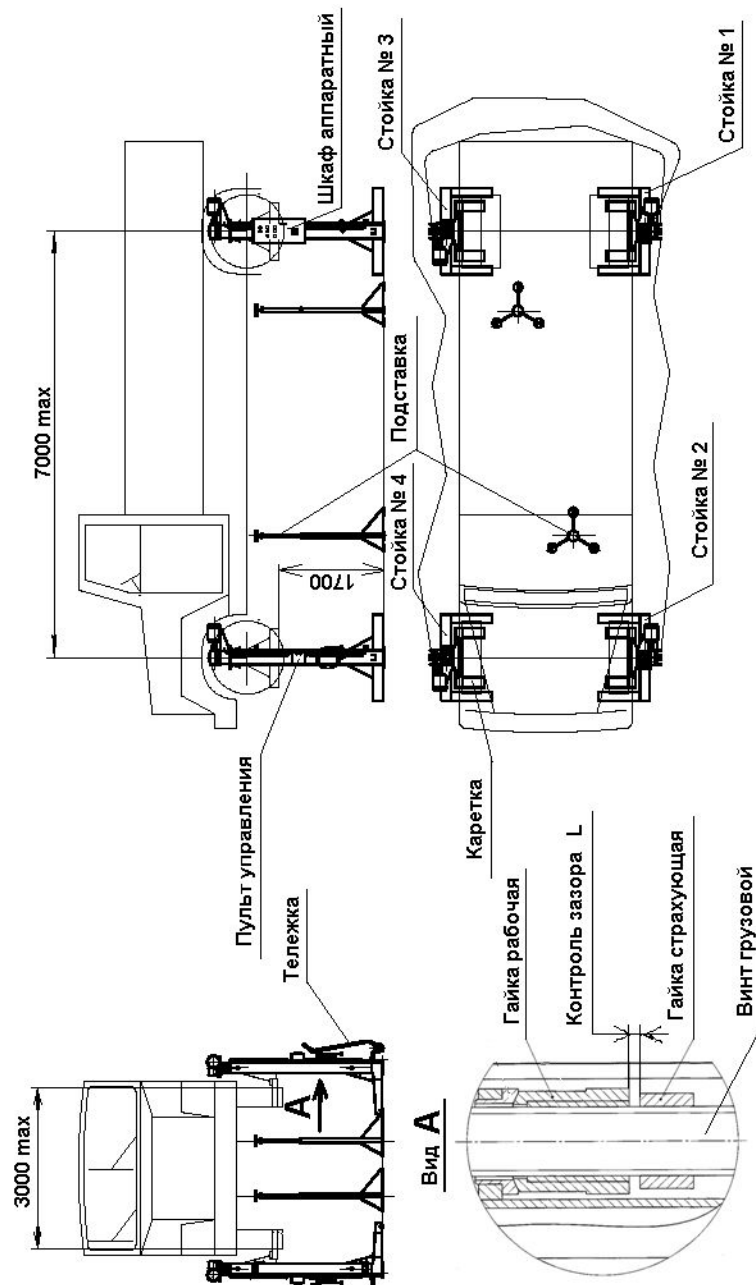 3000 max
7000 max
1700
Тележка
Пульт управления
Шкаф аппаратный
А
Вид А
Гайка рабочая
Контроль зазора L
Гайка страхующая
Винт грузовой
Каретка
Стойка № 4
Подставка
Стойка № 3
Стойка № 2
Стойка № 1